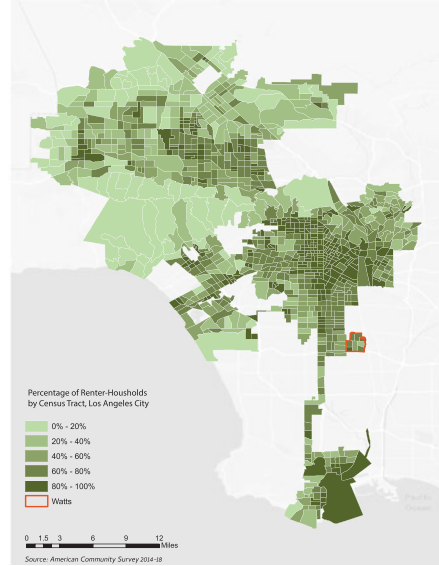 Percentage of Renter-Housholds
by Census Tract, Los Angeles City
0% - 20%
20% - 40%
40% - 60%
60% - 80%
80% - 100%
Watts
0 1.5 3 6 9 12
Miles
Source: American Community Survey 2014-18